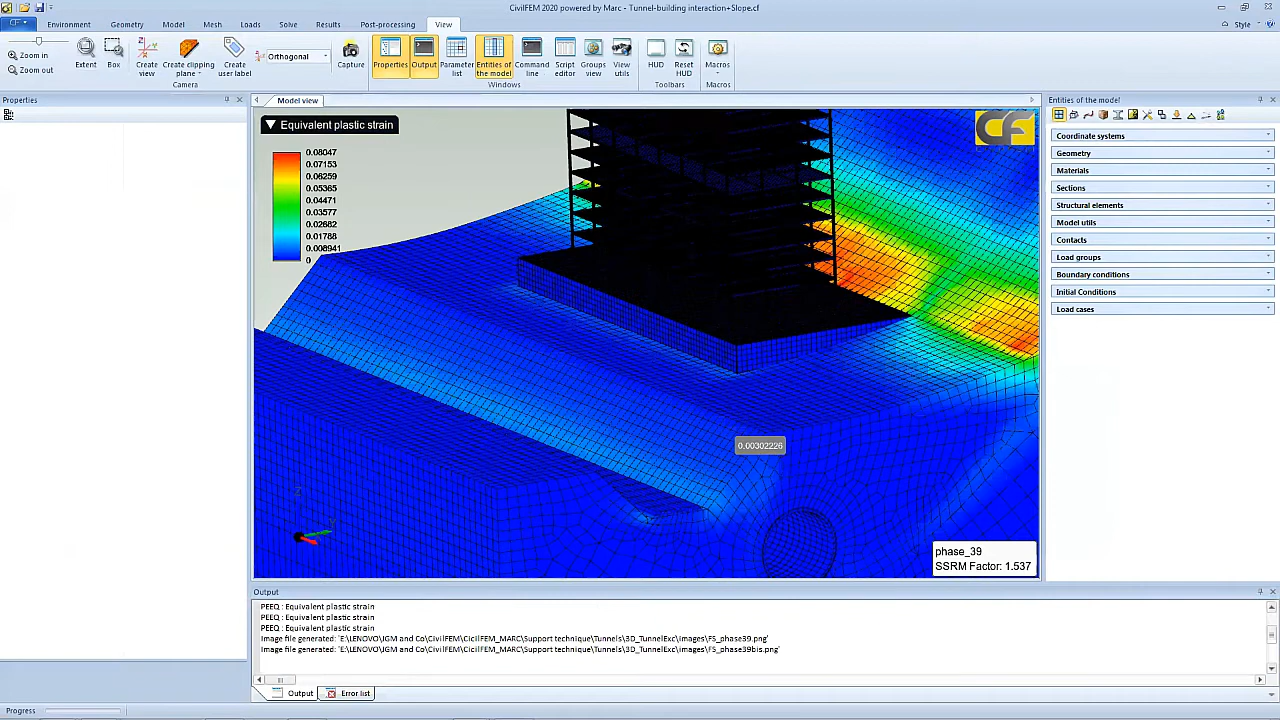 CivilFEM 2020 powered by Marc - Tunnel-building interaction+Slope.cf
CF
Environment Geometry Model Mesh Loads Solve Results Post-processing View Style
Zoom in
Zoom out
Extent Box Create view Create clipping plane Create user label Orthogonal Capture Properties Output Parameter list Entities of the model Command line Script editor Groups view View utils HUD Reset HUD Macros
Camera Windows Toolbars Macros
Properties
Model view
Entities of the model
Equivalent plastic strain
CF
0.08047
0.07153
0.06259
0.05365
0.04471
0.03577
0.02682
0.01788
0.008941
0
Coordinate systems
Geometry
Materials
Sections
Structural elements
Model utils
Contacts
Load groups
Boundary conditions
Initial Conditions
Load cases
0.00302226
Z
Y
phase_39
SSRM Factor: 1.537
Output
PEEQ : Equivalent plastic strain
PEEQ : Equivalent plastic strain
PEEQ : Equivalent plastic strain
Image file generated: 'E:\LENOVO\IGM and Co\CivilFEM\CicilFEM_MARC\Support technique\Tunnels\3D_TunnelExc\images\FS_phase39.png'
Image file generated: 'E:\LENOVO\IGM and Co\CivilFEM\CicilFEM_MARC\Support technique\Tunnels\3D_TunnelExc\images\FS_phase39bis.png'
Output Error list
Progress